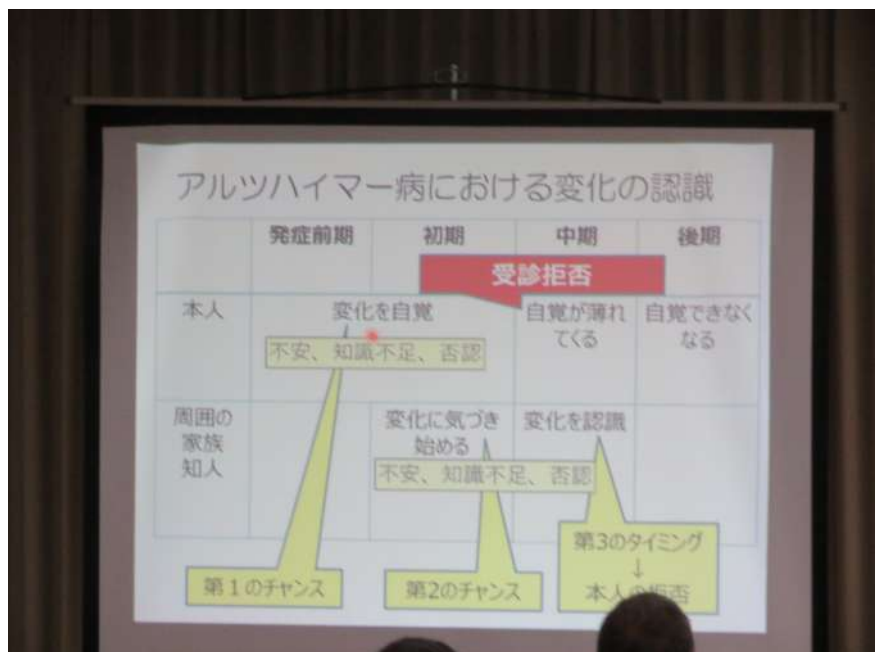 アルツハイマー病における変化の認識
発症前期 初期 中期 後期
受診拒否
本人 変化を自覚 自覚が薄れ 自覚できなく
てくる なる
不安、知識不足、否認
周囲の 変化に気づき 変化を認識
家族 始める
知人 不安、知識不足、否認
第3のタイミング
↓
第1のチャンス 第2のチャンス 本人の拒否